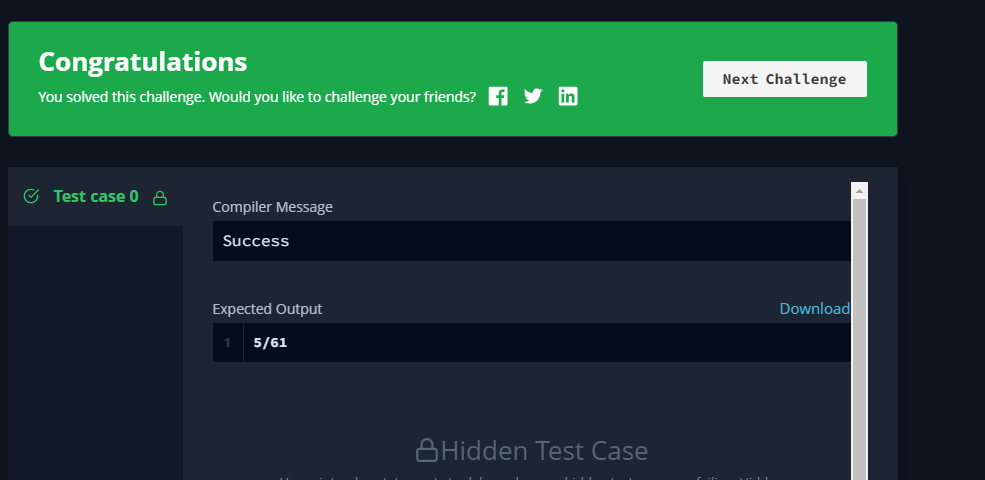 Congratulations
You solved this challenge. Would you like to challenge your friends?
Next Challenge
Test case 0
Compiler Message
Success
Expected Output
Download
1 5/61
Hidden Test Case